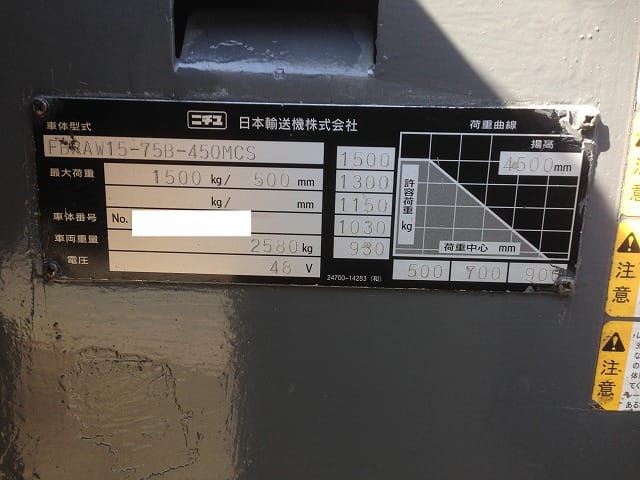 ニチユ 日本輸送機株式会社
車体型式
FBRAW15-75B-450MCS
最大荷重 1500 kg/ 500 mm
kg/ mm
車体番号 No.
車両重量 2580 kg
電圧 48 V
1500
1300
1150
1030
930
荷重曲線
揚高
4500mm
許容荷重 kg
荷重中心 mm
500 700 900
24700-14283 (和)
注意
注意